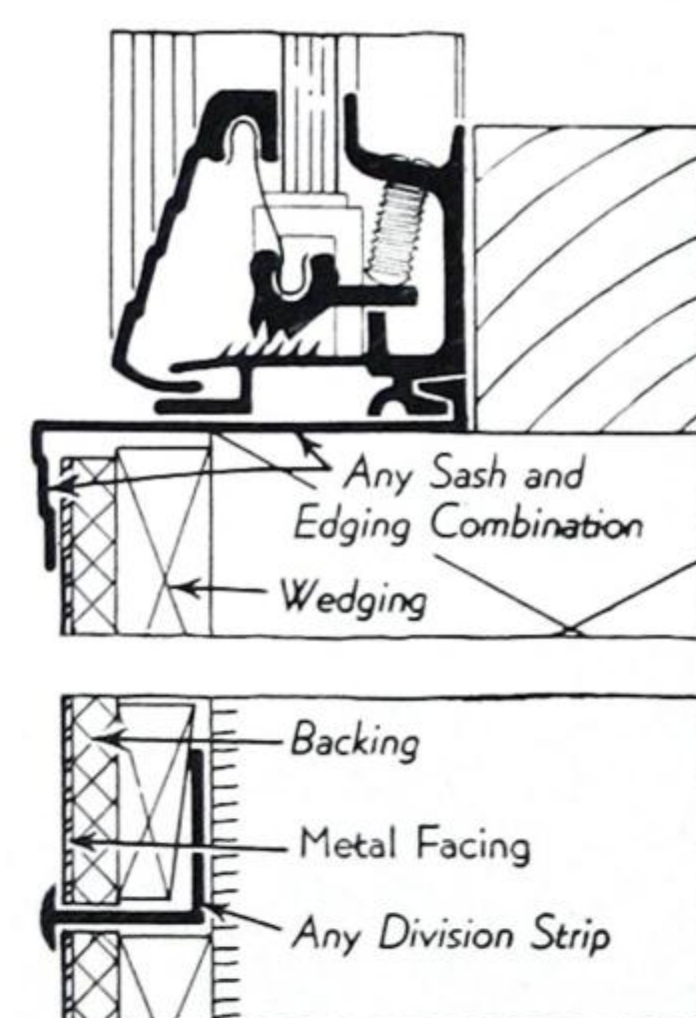 Any Sash and
Edging Combination
Wedging
Backing
Metal Facing
Any Division Strip